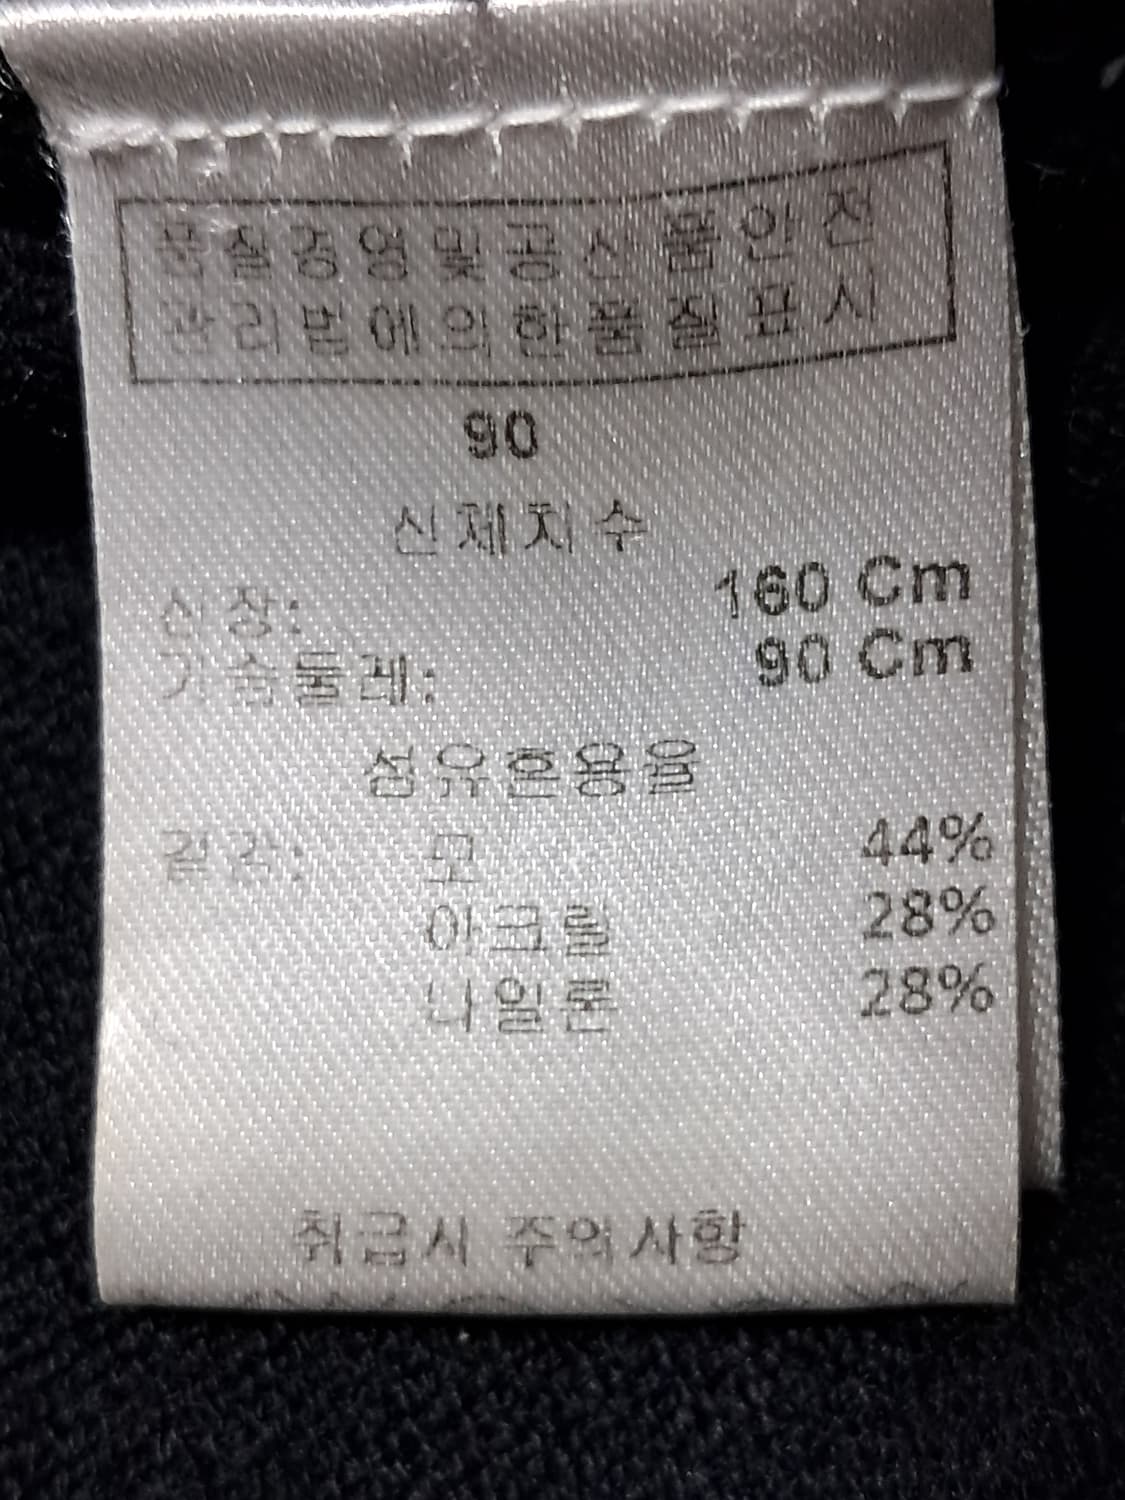 품질경영및공산품안전
관리법에의한품질표시
90
신체치수
신장: 160 Cm
가슴둘레: 90 Cm
섬유혼용율
겉감: 모 44%
아크릴 28%
나일론 28%
취급시 주의사항